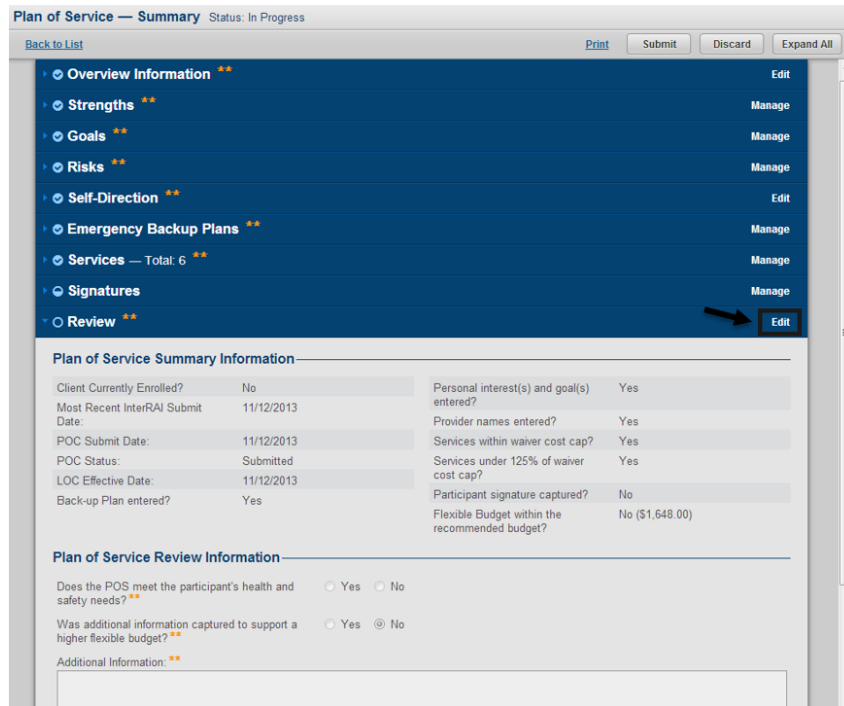 Plan of Service — Summary Status: In Progress
Back to List Print Submit Discard Expand All
Overview Information ** Edit
Strengths ** Manage
Goals ** Manage
Risks ** Manage
Self-Direction ** Edit
Emergency Backup Plans ** Manage
Services — Total: 6 ** Manage
Signatures Manage
Review ** Edit
Plan of Service Summary Information
Client Currently Enrolled? No
Most Recent InterRAI Submit
Date: 11/12/2013
POC Submit Date: 11/12/2013
POC Status: Submitted
LOC Effective Date: 11/12/2013
Back-up Plan entered? Yes
Personal interest(s) and goal(s)
entered? Yes
Provider names entered? Yes
Services within waiver cost cap? Yes
Services under 125% of waiver
cost cap? Yes
Participant signature captured? No
Flexible Budget within the
recommended budget? No ($1,648.00)
Plan of Service Review Information
Does the POS meet the participant's health and
safety needs? ** Yes No
Was additional information captured to support a
higher flexible budget? ** Yes No
Additional Information: **